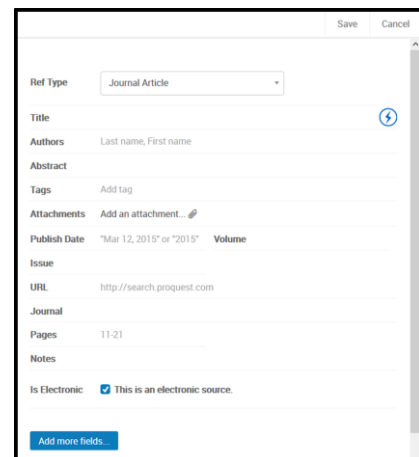 Save Cancel
Ref Type Journal Article
Title
Authors Last name, First name
Abstract
Tags Add tag
Attachments Add an attachment...
Publish Date "Mar 12, 2015" or "2015" Volume
Issue
URL http://search.proquest.com
Journal
Pages 11-21
Notes
Is Electronic This is an electronic source.
Add more fields...